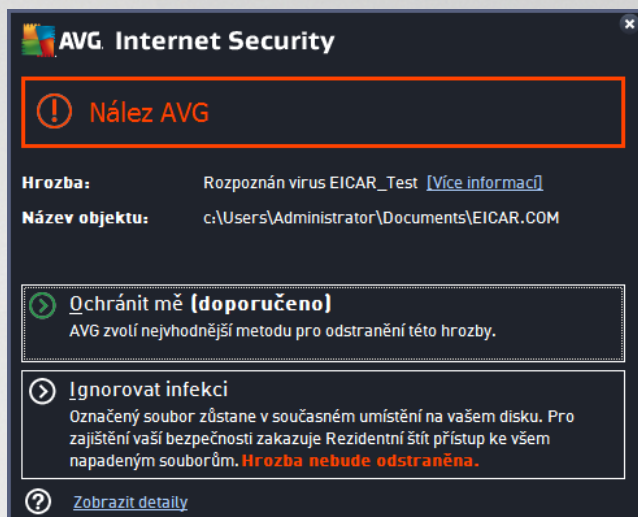 AVG. Internet Security
Nález AVG
Hrozba: Rozpoznán virus EICAR_Test [Více informací]
Název objektu: c:\Users\Administrator\Documents\EICAR.COM
Ochránit mě (doporučeno)
AVG zvolí nejvhodnější metodu pro odstranění této hrozby.
Ignorovat infekci
Označený soubor zůstane v současném umístění na vašem disku. Pro
zajištění vaší bezpečnosti zakazuje Rezidentní štít přístup ke všem
napadeným souborům. Hrozba nebude odstraněna.
Zobrazit detaily